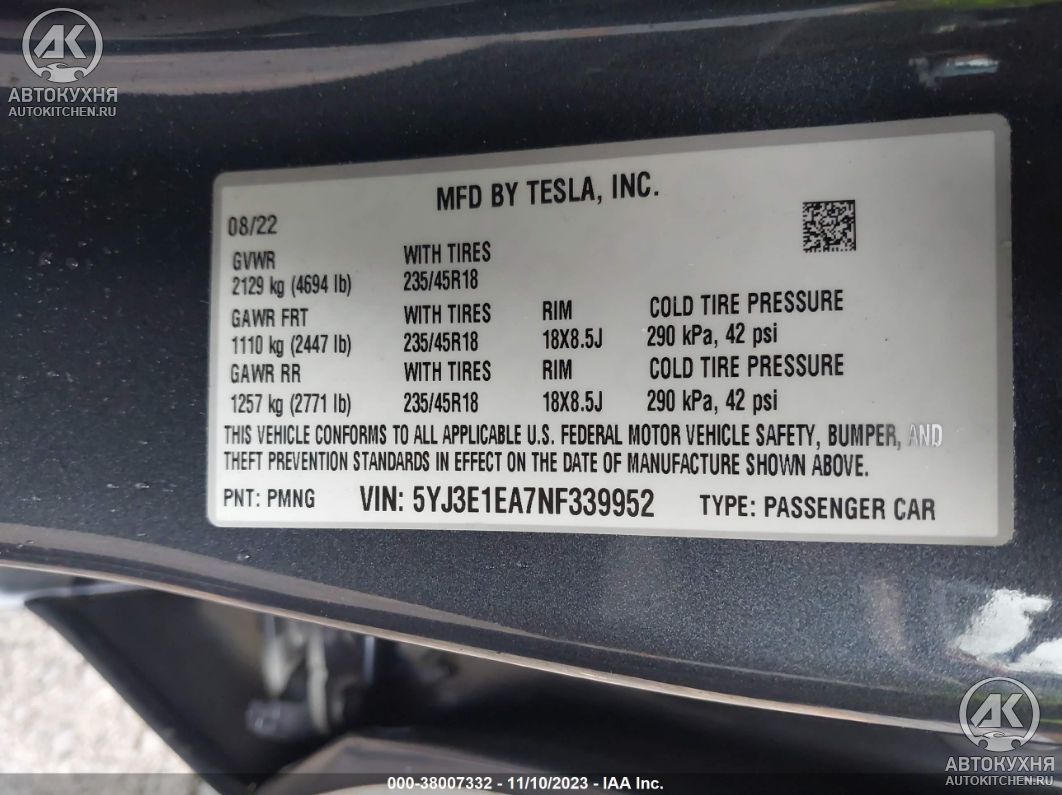 AK
АВТОКУХНЯ
AUTOKITCHEN.RU
MFD BY TESLA, INC.
08/22
GVWR WITH TIRES
2129 kg (4694 lb) 235/45R18
GAWR FRT WITH TIRES RIM COLD TIRE PRESSURE
1110 kg (2447 lb) 235/45R18 18X8.5J 290 kPa, 42 psi
GAWR RR WITH TIRES RIM COLD TIRE PRESSURE
1257 kg (2771 lb) 235/45R18 18X8.5J 290 kPa, 42 psi
THIS VEHICLE CONFORMS TO ALL APPLICABLE U.S. FEDERAL MOTOR VEHICLE SAFETY, BUMPER, AND
THEFT PREVENTION STANDARDS IN EFFECT ON THE DATE OF MANUFACTURE SHOWN ABOVE.
PNT: PMNG VIN: 5YJ3E1EA7NF339952 TYPE: PASSENGER CAR
AK
АВТОКУХНЯ
AUTOKITCHEN.RU
000-38007332 - 11/10/2023 - IAA Inc.